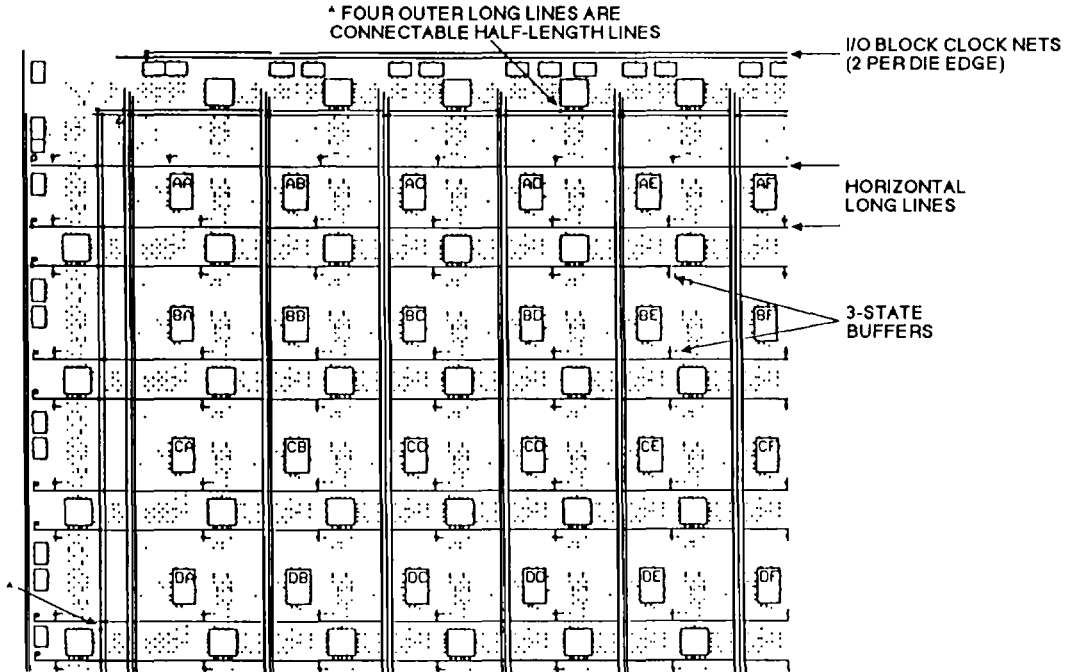 ▲ FOUR OUTER LONG LINES ARE
CONNECTABLE HALF-LENGTH LINES
I/O BLOCK CLOCK NETS
(2 PER DIE EDGE)
AA AB AC AD AE AF
HORIZONTAL
LONG LINES
BA BB BC BD BE BF
3-STATE
BUFFERS
CA CB CC CD CE CF
DA DB DC DD DE DF
▲